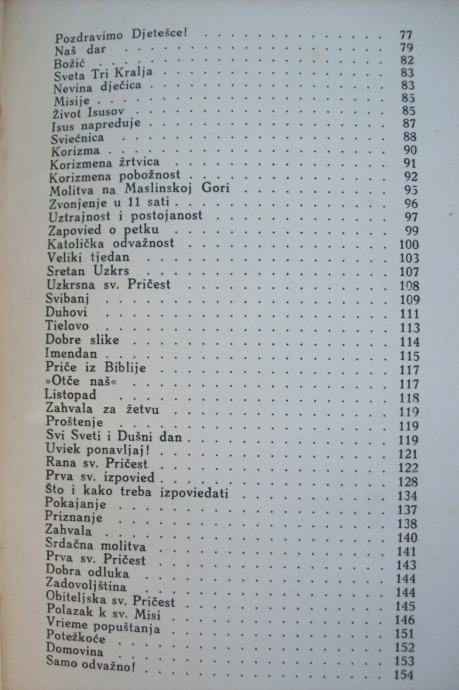 Pozdravimo Djetešce! 77
Naš dar . . . 79
Božić . . . 82
Sveta Tri Kralja . . . 83
Nevina dječica . . . 83
Misije . . . 85
Život Isusov . . . 85
Isus napreduje . . . 87
Sviećnica . . . 88
Korizma . . . 90
Korizmena žrtvica . . . 91
Korizmena pobožnost . . . 92
Molitva na Maslinskoj Gori . . . 95
Zvonjenje u 11 sati . . . 96
Uztrajnost i postojanost . . . 97
Zapovied o petku . . . 99
Katolička odvažnost . . . 100
Veliki tjedan . . . 103
Sretan Uzkrs . . . 107
Uzkrsna sv. Pričest . . . 108
Svibanj . . . 109
Duhovi . . . 111
Tielovo . . . 113
Dobre slike . . . 114
Imendan . . . 115
Priče iz Biblije . . . 117
»Otče naš« . . . 117
Listopad . . . 118
Zahvala za žetvu . . . 119
Proštenje . . . 119
Svi Sveti i Dušni dan . . . 119
Uviek ponavljaj! . . . 121
Rana sv. Pričest . . . 122
Prva sv. izpovied . . . 128
Što i kako treba izpoviedati . . . 134
Pokajanje . . . 137
Priznanje . . . 138
Zahvala . . . 140
Srdačna molitva . . . 141
Prva sv. Pričest . . . 143
Dobra odluka . . . 144
Zadovoljština . . . 144
Obiteljska sv. Pričest . . . 145
Polazak k sv. Misi . . . 146
Vrieme popuštanja . . . 151
Potežkoće . . . 152
Domovina . . . 153
Samo odvažno! . . . 154